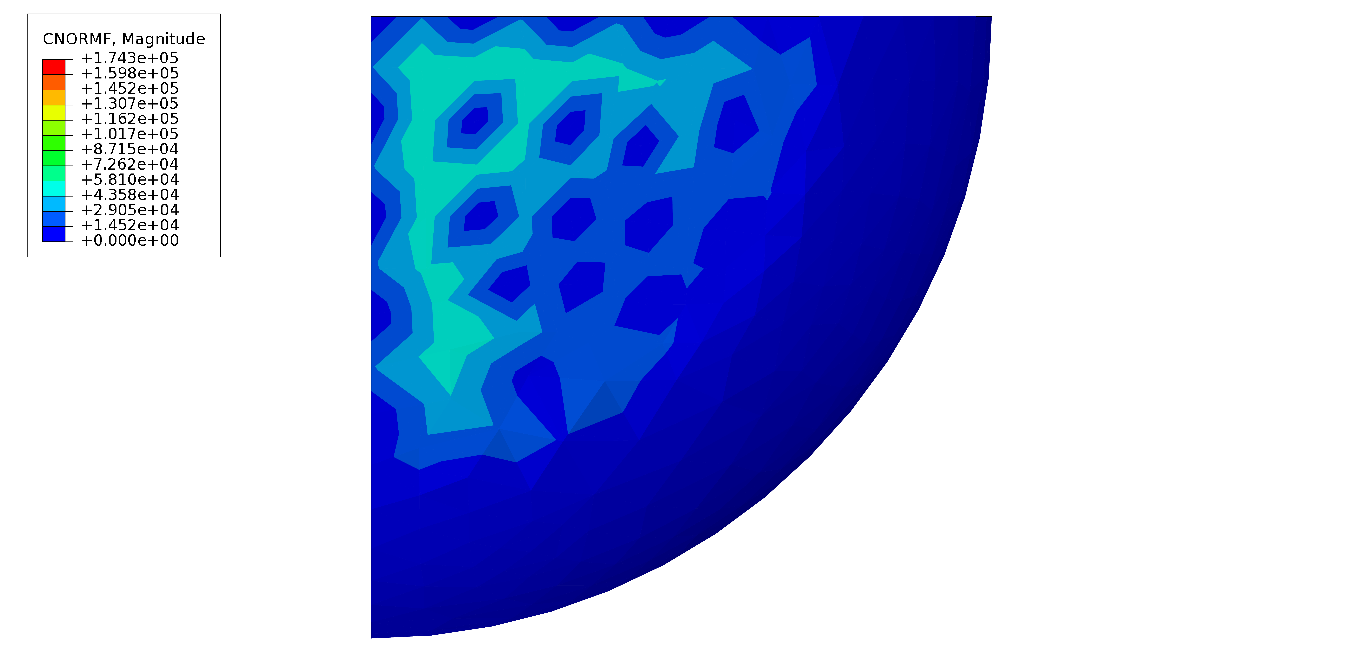 CNORMF, Magnitude
+1.743e+05
+1.598e+05
+1.452e+05
+1.307e+05
+1.162e+05
+1.017e+05
+8.715e+04
+7.262e+04
+5.810e+04
+4.358e+04
+2.905e+04
+1.452e+04
+0.000e+00